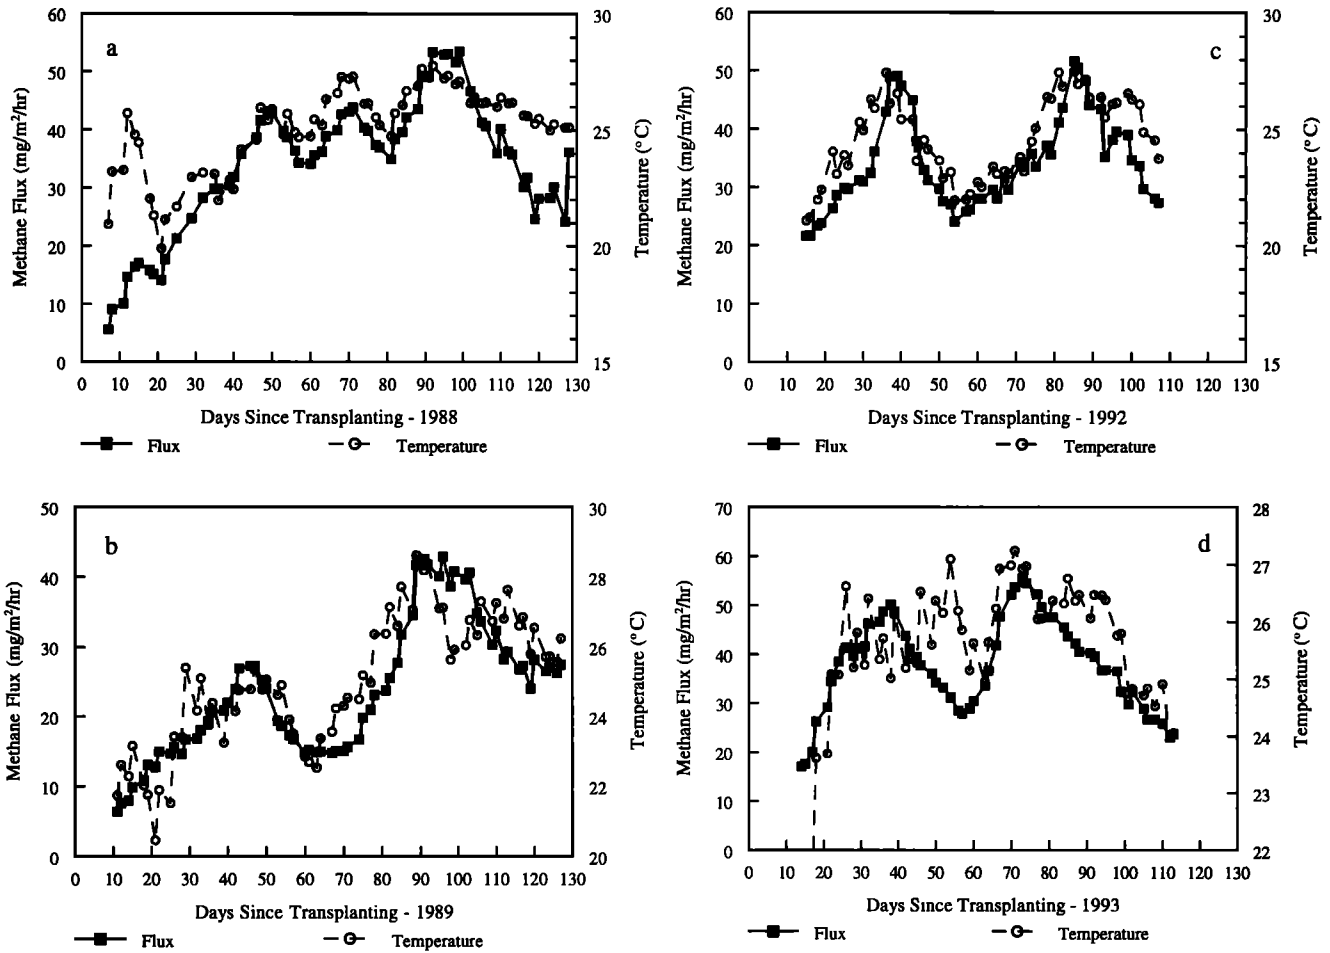 a
60
50
40
30
20
10
0
Methane Flux (mg/m²/hr)
30
25
20
15
Temperature (°C)
0 10 20 30 40 50 60 70 80 90 100 110 120 130
Days Since Transplanting - 1988
Flux Temperature
c
60
50
40
30
20
10
0
Methane Flux (mg/m²/hr)
30
25
20
15
Temperature (°C)
0 10 20 30 40 50 60 70 80 90 100 110 120 130
Days Since Transplanting - 1992
Flux Temperature
b
50
40
30
20
10
0
Methane Flux (mg/m²/hr)
30
28
26
24
22
20
Temperature (°C)
0 10 20 30 40 50 60 70 80 90 100 110 120 130
Days Since Transplanting - 1989
Flux Temperature
d
70
60
50
40
30
20
10
0
Methane Flux (mg/m²/hr)
28
27
26
25
24
23
22
Temperature (°C)
0 10 20 30 40 50 60 70 80 90 100 110 120 130
Days Since Transplanting - 1993
Flux Temperature